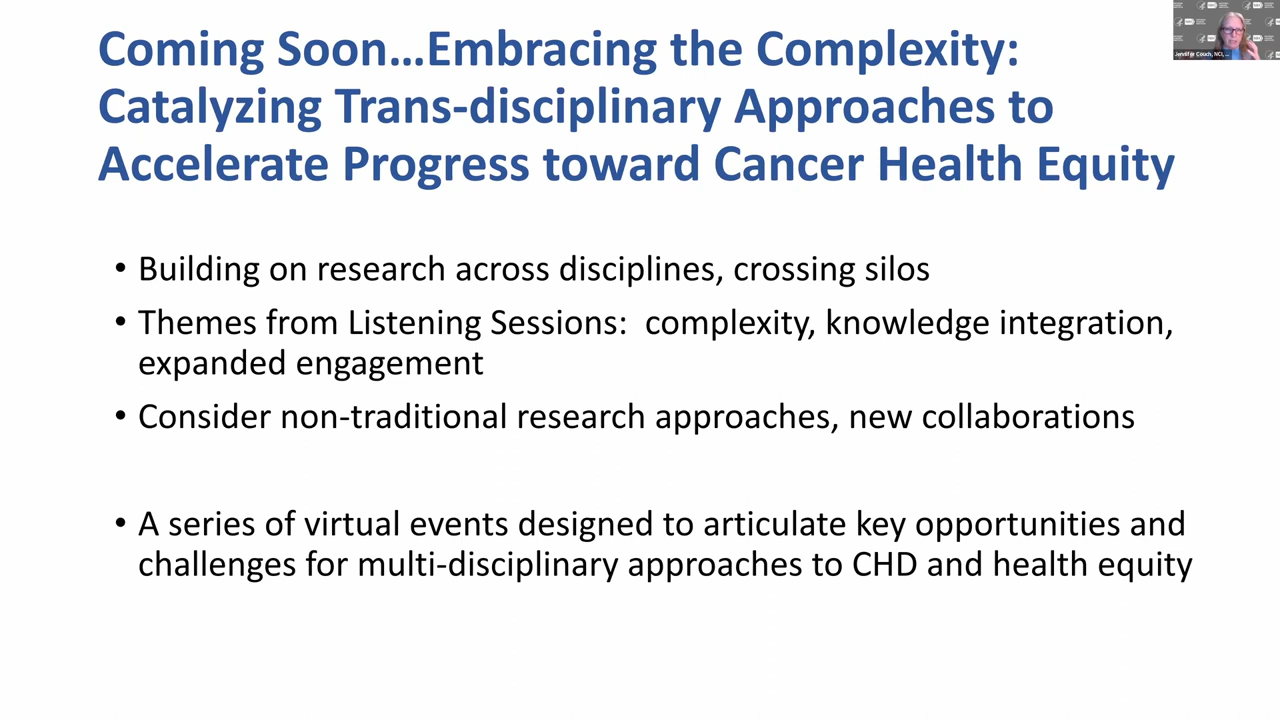 Coming Soon...Embracing the Complexity:
Catalyzing Trans-disciplinary Approaches to
Accelerate Progress toward Cancer Health Equity
• Building on research across disciplines, crossing silos
• Themes from Listening Sessions:  complexity, knowledge integration,
expanded engagement
• Consider non-traditional research approaches, new collaborations
• A series of virtual events designed to articulate key opportunities and
challenges for multi-disciplinary approaches to CHD and health equity
Jennifer Couch, NCI, ...